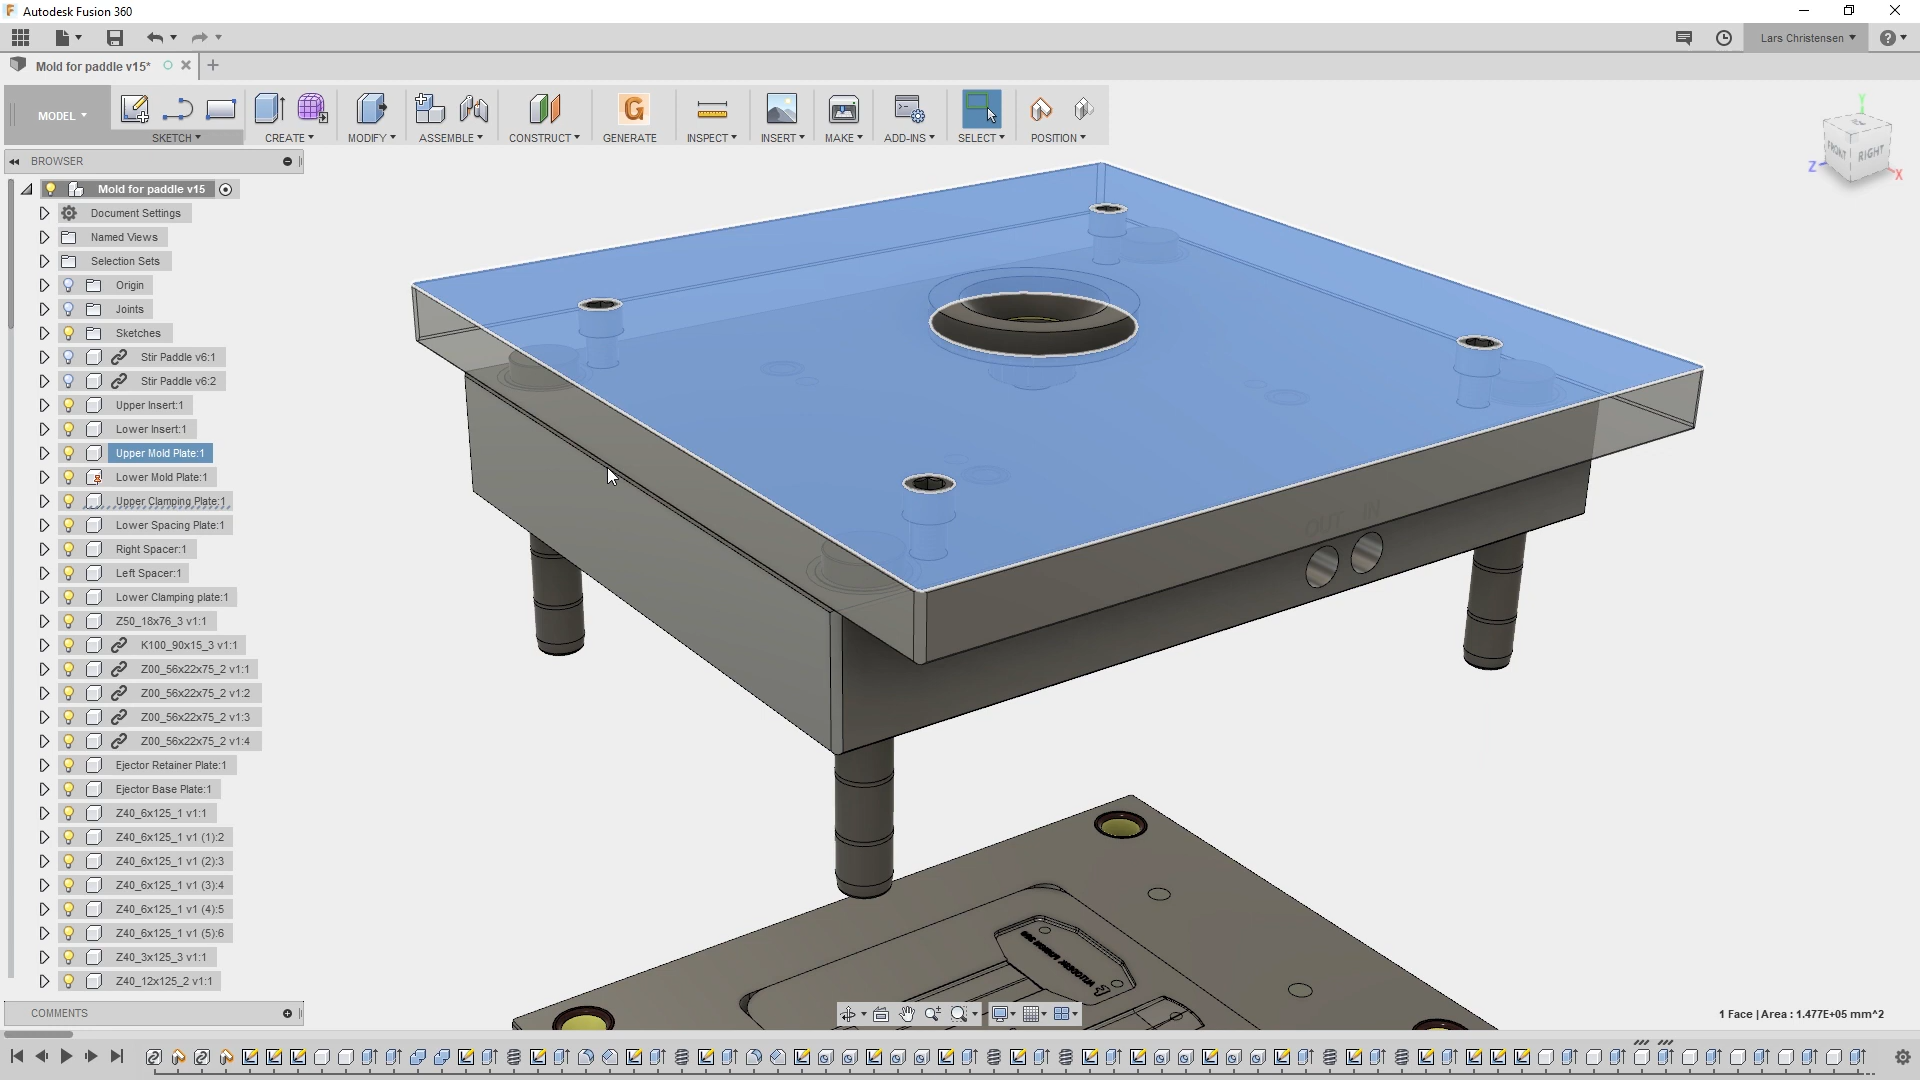 Autodesk Fusion 360
Lars Christensen
Mold for paddle v15*
MODEL
SKETCH
CREATE
MODIFY
ASSEMBLE
CONSTRUCT
GENERATE
INSPECT
INSERT
MAKE
ADD-INS
SELECT
POSITION
BROWSER
Mold for paddle v15
Document Settings
Named Views
Selection Sets
Origin
Joints
Sketches
Stir Paddle v6:1
Stir Paddle v6:2
Upper Insert:1
Lower Insert:1
Upper Mold Plate:1
Lower Mold Plate:1
Upper Clamping Plate:1
Lower Spacing Plate:1
Right Spacer:1
Left Spacer:1
Lower Clamping plate:1
Z50_18x76_3 v1:1
K100_90x15_3 v1:1
Z00_56x22x75_2 v1:1
Z00_56x22x75_2 v1:2
Z00_56x22x75_2 v1:3
Z00_56x22x75_2 v1:4
Ejector Retainer Plate:1
Ejector Base Plate:1
Z40_6x125_1 v1:1
Z40_6x125_1 v1 (1):2
Z40_6x125_1 v1 (2):3
Z40_6x125_1 v1 (3):4
Z40_6x125_1 v1 (4):5
Z40_6x125_1 v1 (5):6
Z40_3x125_3 v1:1
Z40_12x125_2 v1:1
COMMENTS
Y
FRONT RIGHT
Z
X
OUT IN
1 Face | Area : 1.477E+05 mm^2